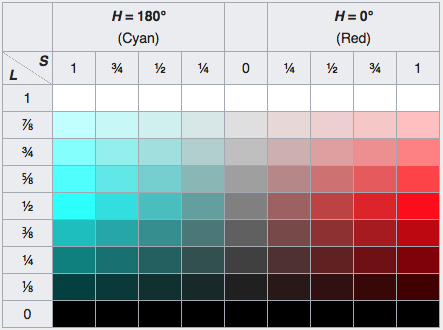 H = 180°
(Cyan)
H = 0°
(Red)
S
L
1 ¾ ½ ¼ 0 ¼ ½ ¾ 1
1
⅞
¾
⅝
½
⅜
¼
⅛
0